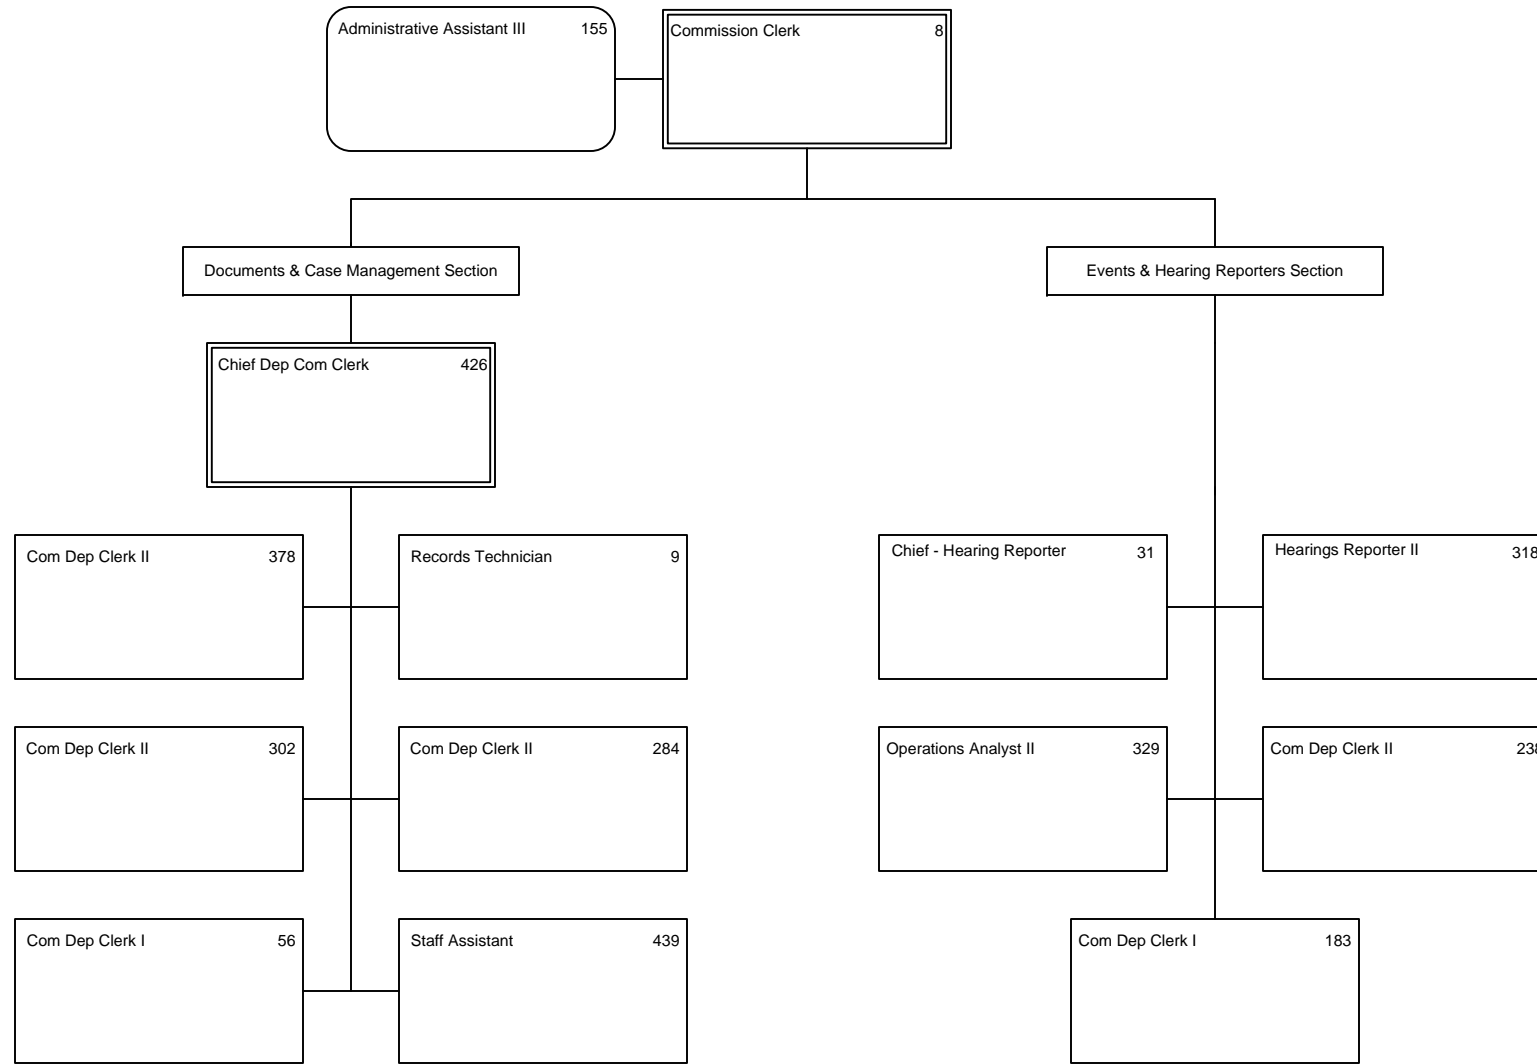 Administrative Assistant III 155
Commission Clerk 8
Documents & Case Management Section
Events & Hearing Reporters Section
Chief Dep Com Clerk 426
Com Dep Clerk II 378
Records Technician 9
Chief - Hearing Reporter 31
Hearings Reporter II 318
Com Dep Clerk II 302
Com Dep Clerk II 284
Operations Analyst II 329
Com Dep Clerk II 238
Com Dep Clerk I 56
Staff Assistant 439
Com Dep Clerk I 183